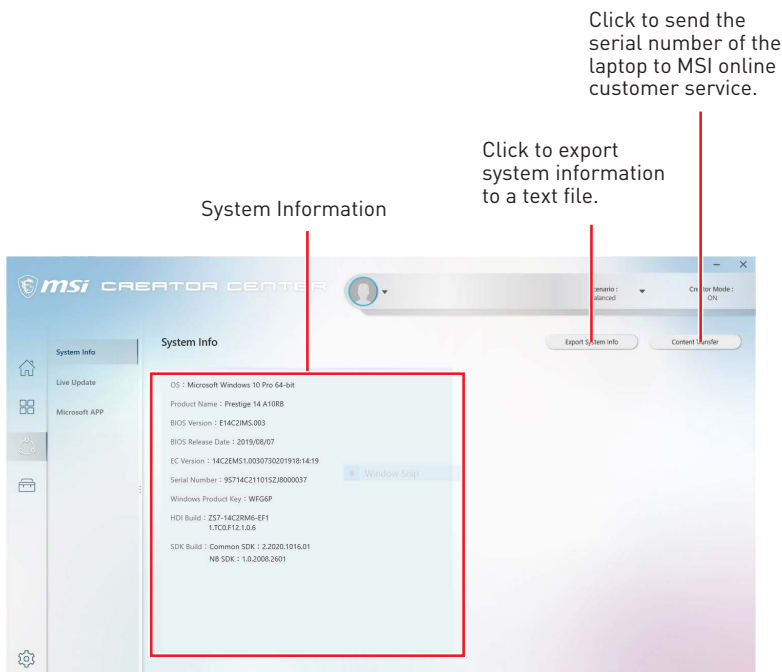 Click to send the
serial number of the
laptop to MSI online
customer service.
Click to export
system information
to a text file.
System Information
msi CREATOR CENTER
cenario :
alanced
Creator Mode :
ON
System Info
Live Update
Microsoft APP
System Info
Export System Info
Content Transfer
OS : Microsoft Windows 10 Pro 64-bit
Product Name : Prestige 14 A10RB
BIOS Version : E14C2IMS.003
BIOS Release Date : 2019/08/07
EC Version : 14C2EMS1.0030730201918:14:19
Serial Number : 9S714C21101SZJ8000037
Windows Product Key : WFG6P
HDI Build : ZS7-14C2RM6-EF1
1.TC0.F12.1.0.6
SDK Build : Common SDK : 2.2020.1016.01
NB SDK : 1.0.2008.2601
Window Snip